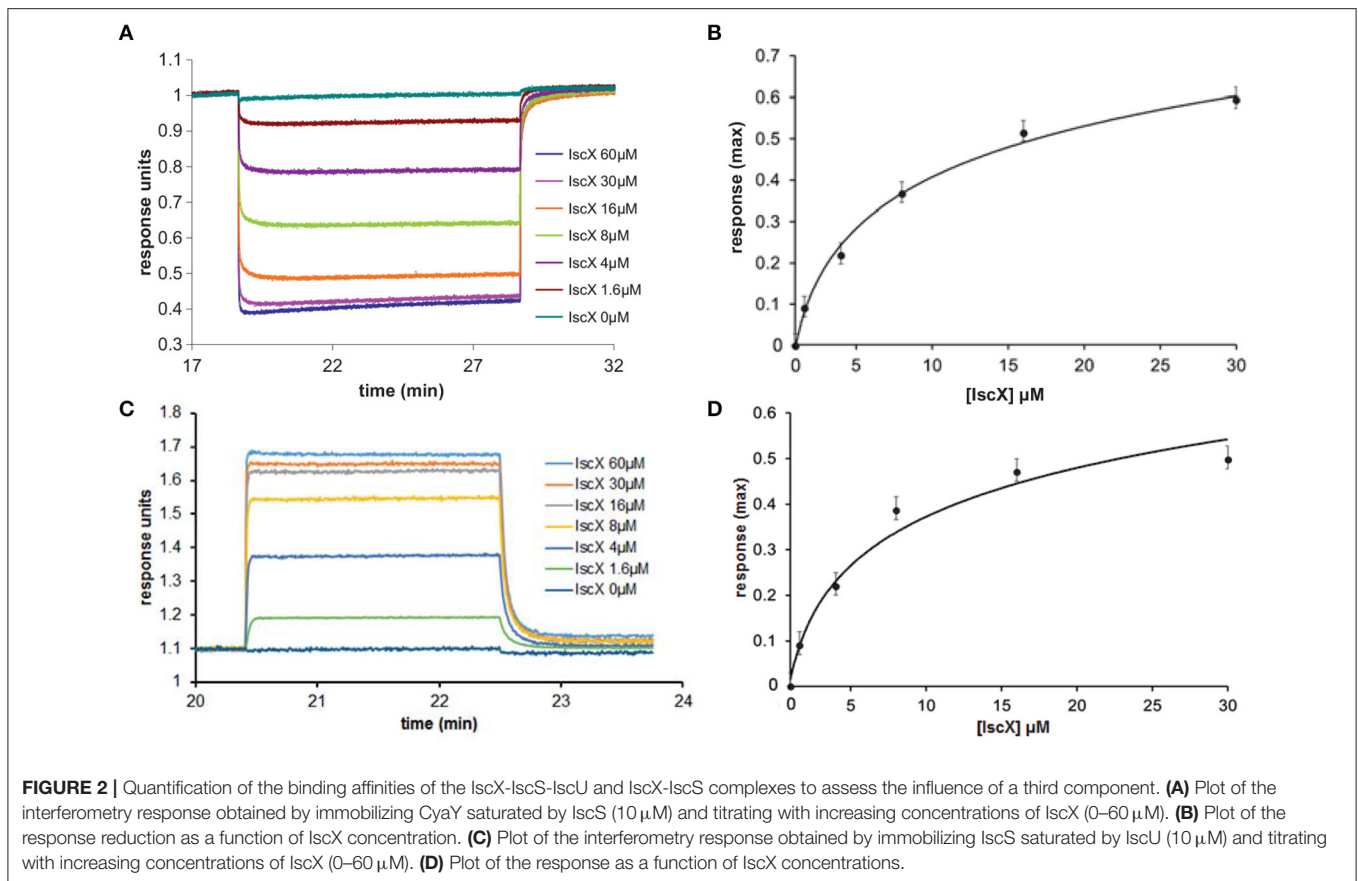 A
1.1
1
0.9
0.8
0.7
0.6
0.5
0.4
0.3
response units
17
22
27
32
time (min)
IscX 60µM
IscX 30µM
IscX 16µM
IscX 8µM
IscX 4µM
IscX 1.6µM
IscX 0µM
B
0.7
0.6
0.5
0.4
0.3
0.2
0.1
0
response (max)
0
5
10
15
20
25
30
[IscX] µM
C
1.8
1.7
1.6
1.5
1.4
1.3
1.2
1.1
1
response units
20
21
22
23
24
time (min)
IscX 60µM
IscX 30µM
IscX 16µM
IscX 8µM
IscX 4µM
IscX 1.6µM
IscX 0µM
D
0.6
0.5
0.4
0.3
0.2
0.1
0
response (max)
0
5
10
15
20
25
30
[IscX] µM
FIGURE 2 | Quantification of the binding affinities of the IscX-IscS-IscU and IscX-IscS complexes to assess the influence of a third component. (A) Plot of the
interferometry response obtained by immobilizing CyaY saturated by IscS (10 µM) and titrating with increasing concentrations of IscX (0–60 µM). (B) Plot of the
response reduction as a function of IscX concentration. (C) Plot of the interferometry response obtained by immobilizing IscS saturated by IscU (10 µM) and titrating
with increasing concentrations of IscX (0–60 µM). (D) Plot of the response as a function of IscX concentrations.